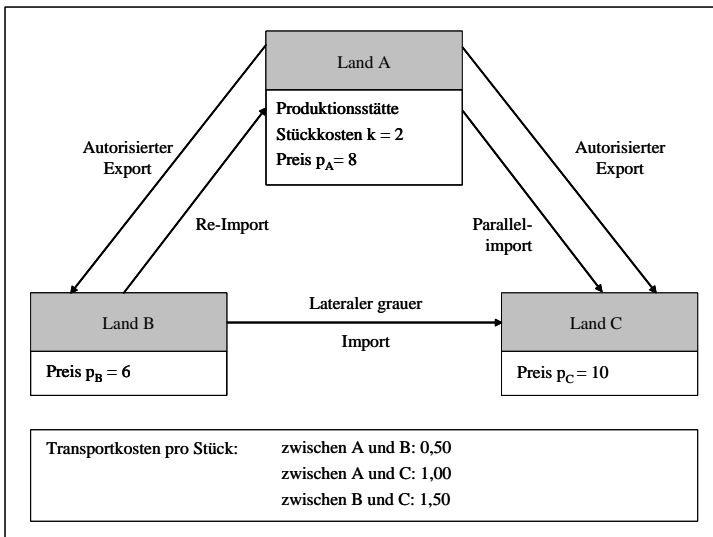 Land A
Produktionsstätte
Stückkosten k = 2
Preis pA= 8
Autorisierter
Export
Autorisierter
Export
Re-Import
Parallel-
import
Land B
Preis pB = 6
Lateraler grauer
Import
Land C
Preis pC = 10
Transportkosten pro Stück: zwischen A und B: 0,50
zwischen A und C: 1,00
zwischen B und C: 1,50